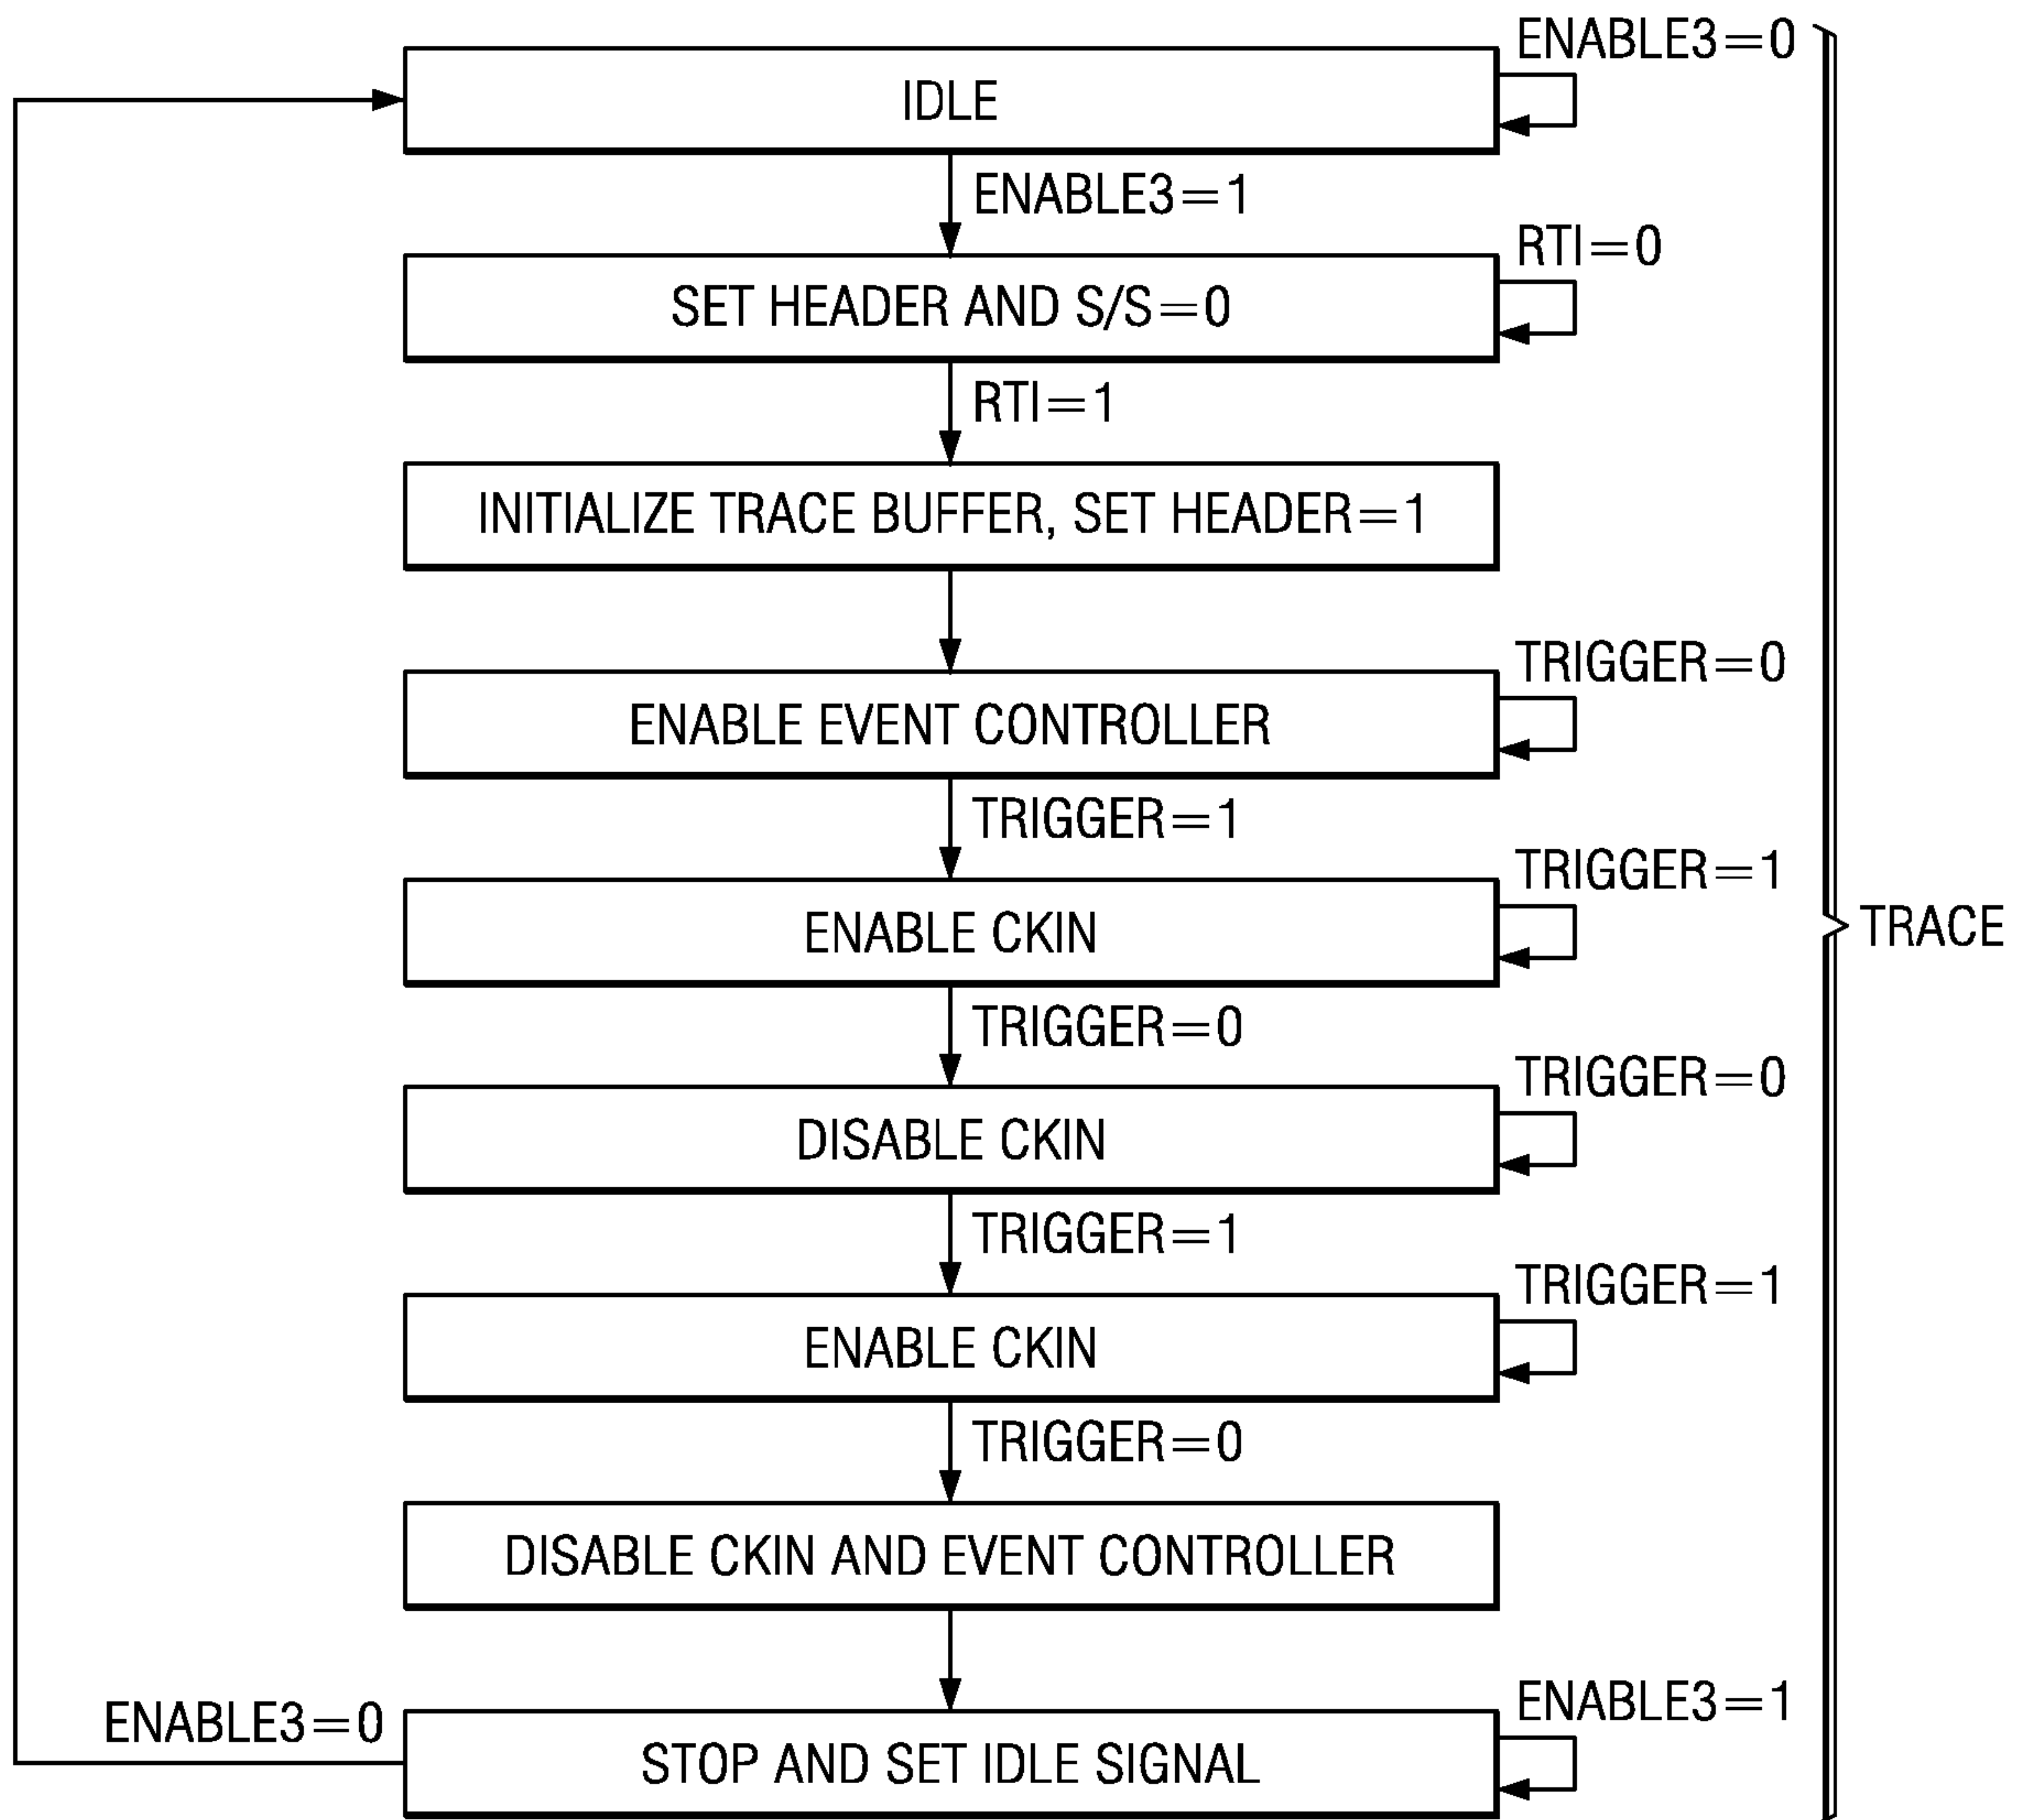 ENABLE3=0
IDLE
ENABLE3=1
RTI=0
SET HEADER AND S/S=0
RTI=1
INITIALIZE TRACE BUFFER, SET HEADER=1
TRIGGER=0
ENABLE EVENT CONTROLLER
TRIGGER=1
TRIGGER=1
ENABLE CKIN
TRACE
TRIGGER=0
TRIGGER=0
DISABLE CKIN
TRIGGER=1
TRIGGER=1
ENABLE CKIN
TRIGGER=0
DISABLE CKIN AND EVENT CONTROLLER
ENABLE3=0
ENABLE3=1
STOP AND SET IDLE SIGNAL